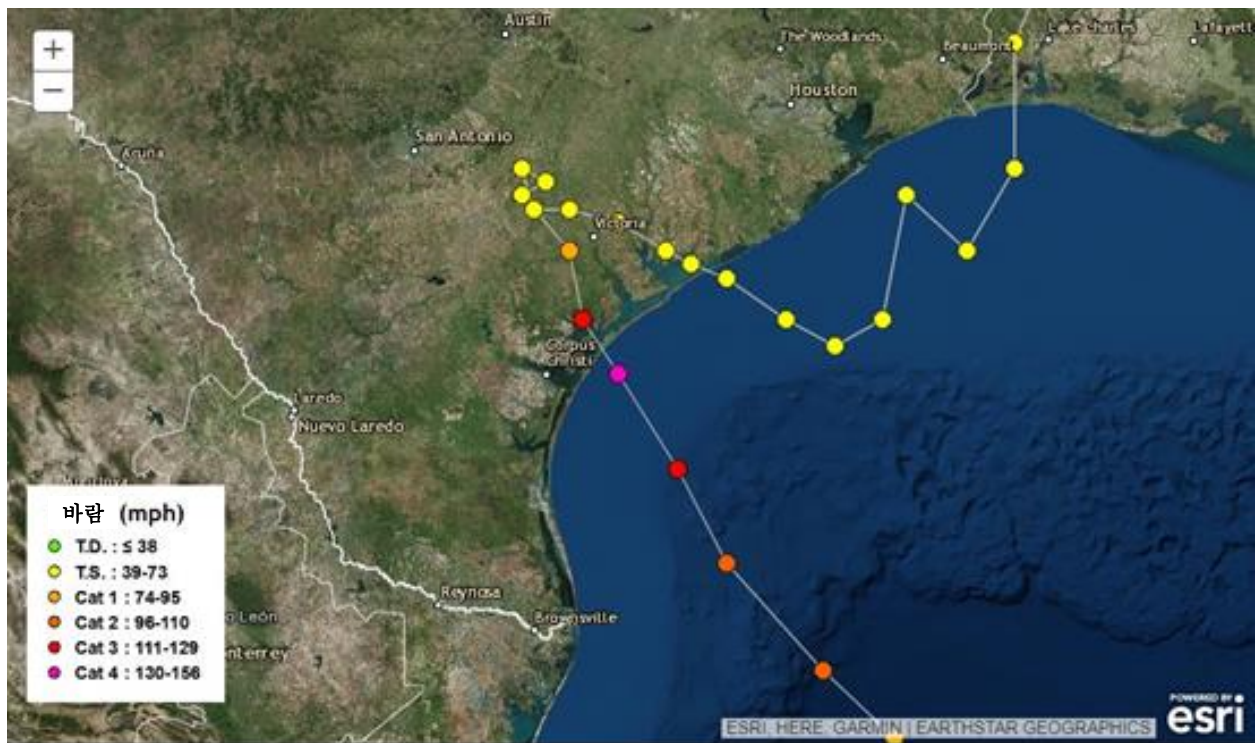 +
−
Austin
The Woodlands
Beaumont
Lake Charles
Lafayett
Houston
San Antonio
Acuña
Victoria
Corpus
Christi
Laredo
Nuevo Laredo
바람 (mph)
T.D. : ≤ 38
T.S. : 39-73
Cat 1 : 74-95
Cat 2 : 96-110
Cat 3 : 111-129
Cat 4 : 130-156
Reynosa
Brownsville
o León
nterrey
ESRI, HERE, GARMIN | EARTHSTAR GEOGRAPHICS
POWERED BY
esri